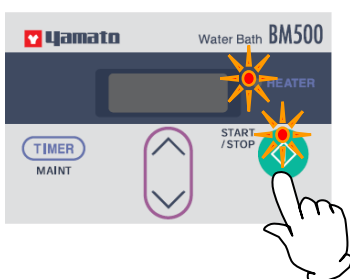 yamato
Water Bath BM500
HEATER
TIMER
MAINT
START
/STOP